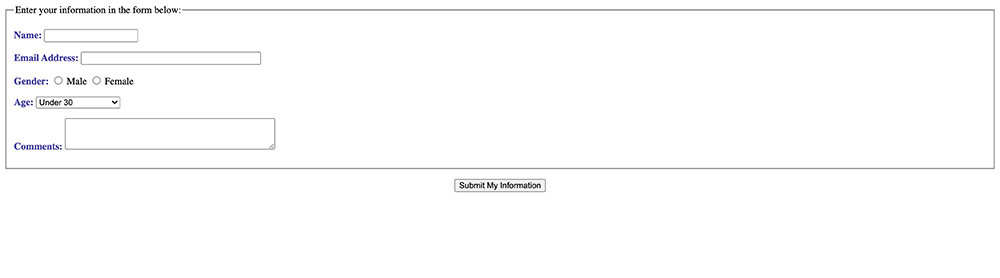 Enter your information in the form below:
Name:
Email Address:
Gender: Male Female
Age: Under 30
Comments:
Submit My Information